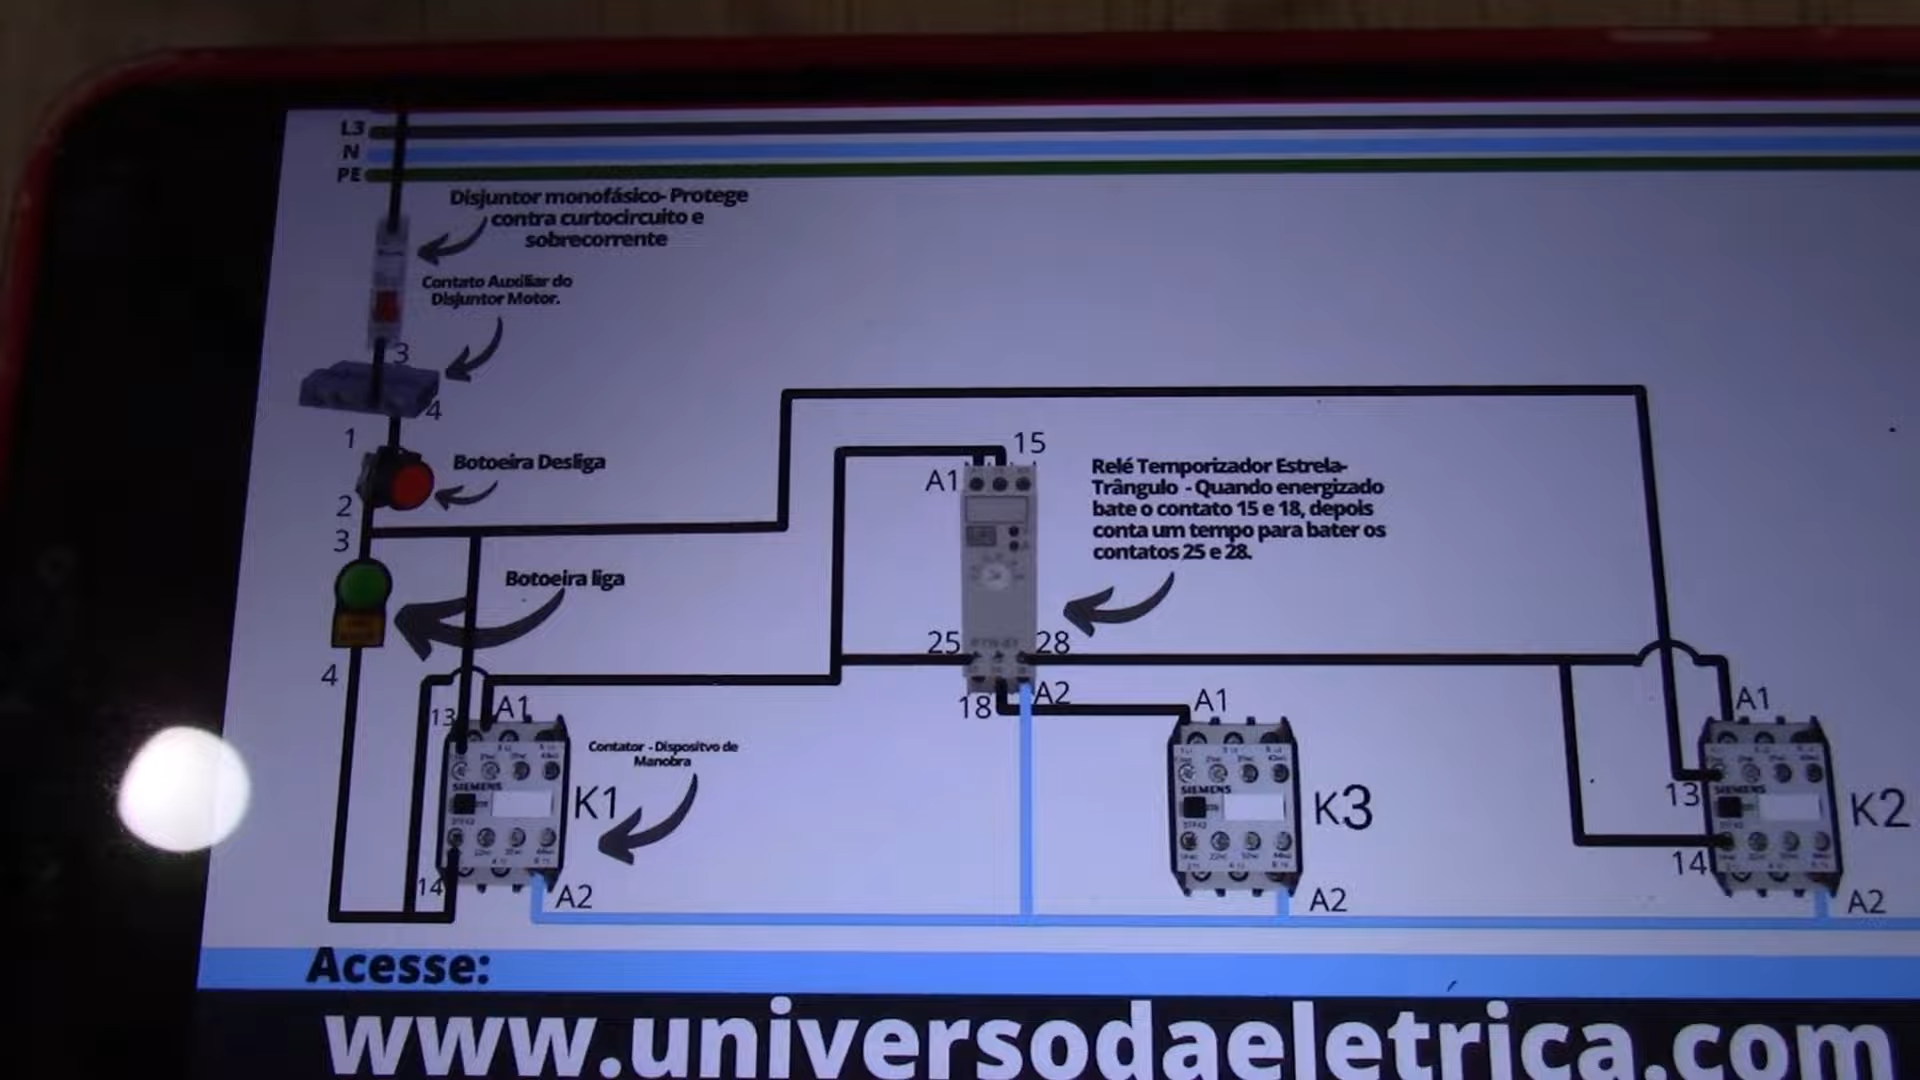 L3
N
PE
Disjuntor monofásico- Protege
contra curtocircuito e
sobrecorrente
Contato Auxiliar do
Disjuntor Motor.
3
4
1
Botoeira Desliga
2
3
Botoeira liga
4
15
A1
Relé Temporizador Estrela-
Trângulo - Quando energizado
bate o contato 15 e 18, depois
conta um tempo para bater os
contatos 25 e 28.
25
28
18
A2
13
A1
Contator - Dispositvo de
Manobra
SIEMENS
K1
14
A2
A1
SIEMENS
K3
A2
A1
13
SIEMENS
K2
14
A2
Acesse:
www.universodaeletrica.com